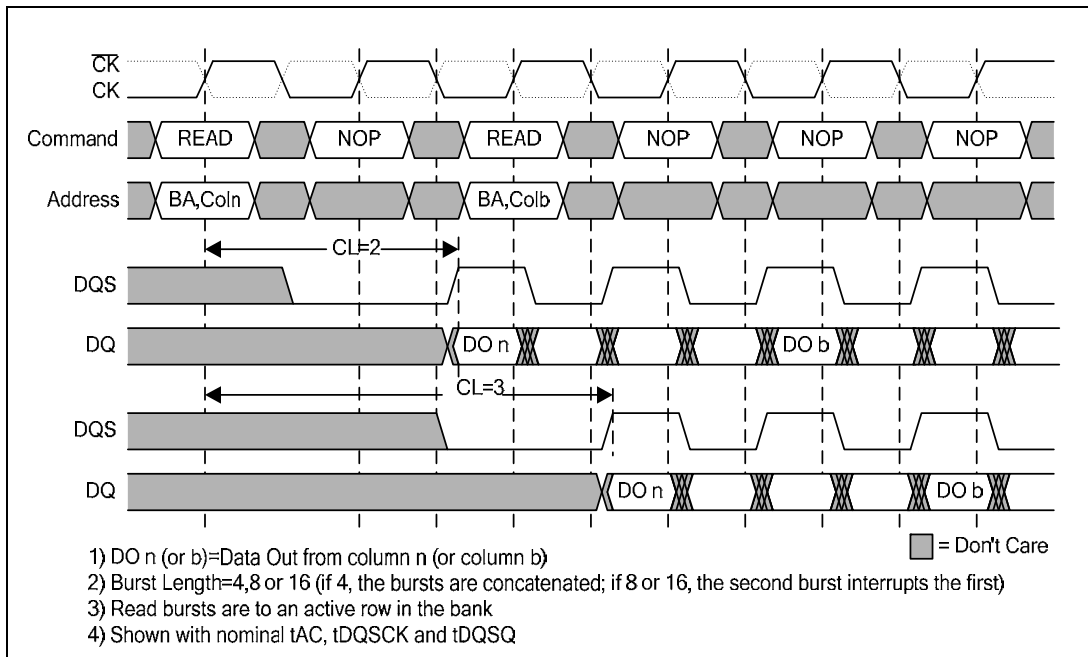 CK
CK
Command READ NOP READ NOP NOP NOP
Address BA,Coln BA,Colb
CL=2
DQS
DQ DO n DO b
CL=3
DQS
DQ DO n DO b
= Don't Care
1) DO n (or b)=Data Out from column n (or column b)
2) Burst Length=4,8 or 16 (if 4, the bursts are concatenated; if 8 or 16, the second burst interrupts the first)
3) Read bursts are to an active row in the bank
4) Shown with nominal tAC, tDQSCK and tDQSQ